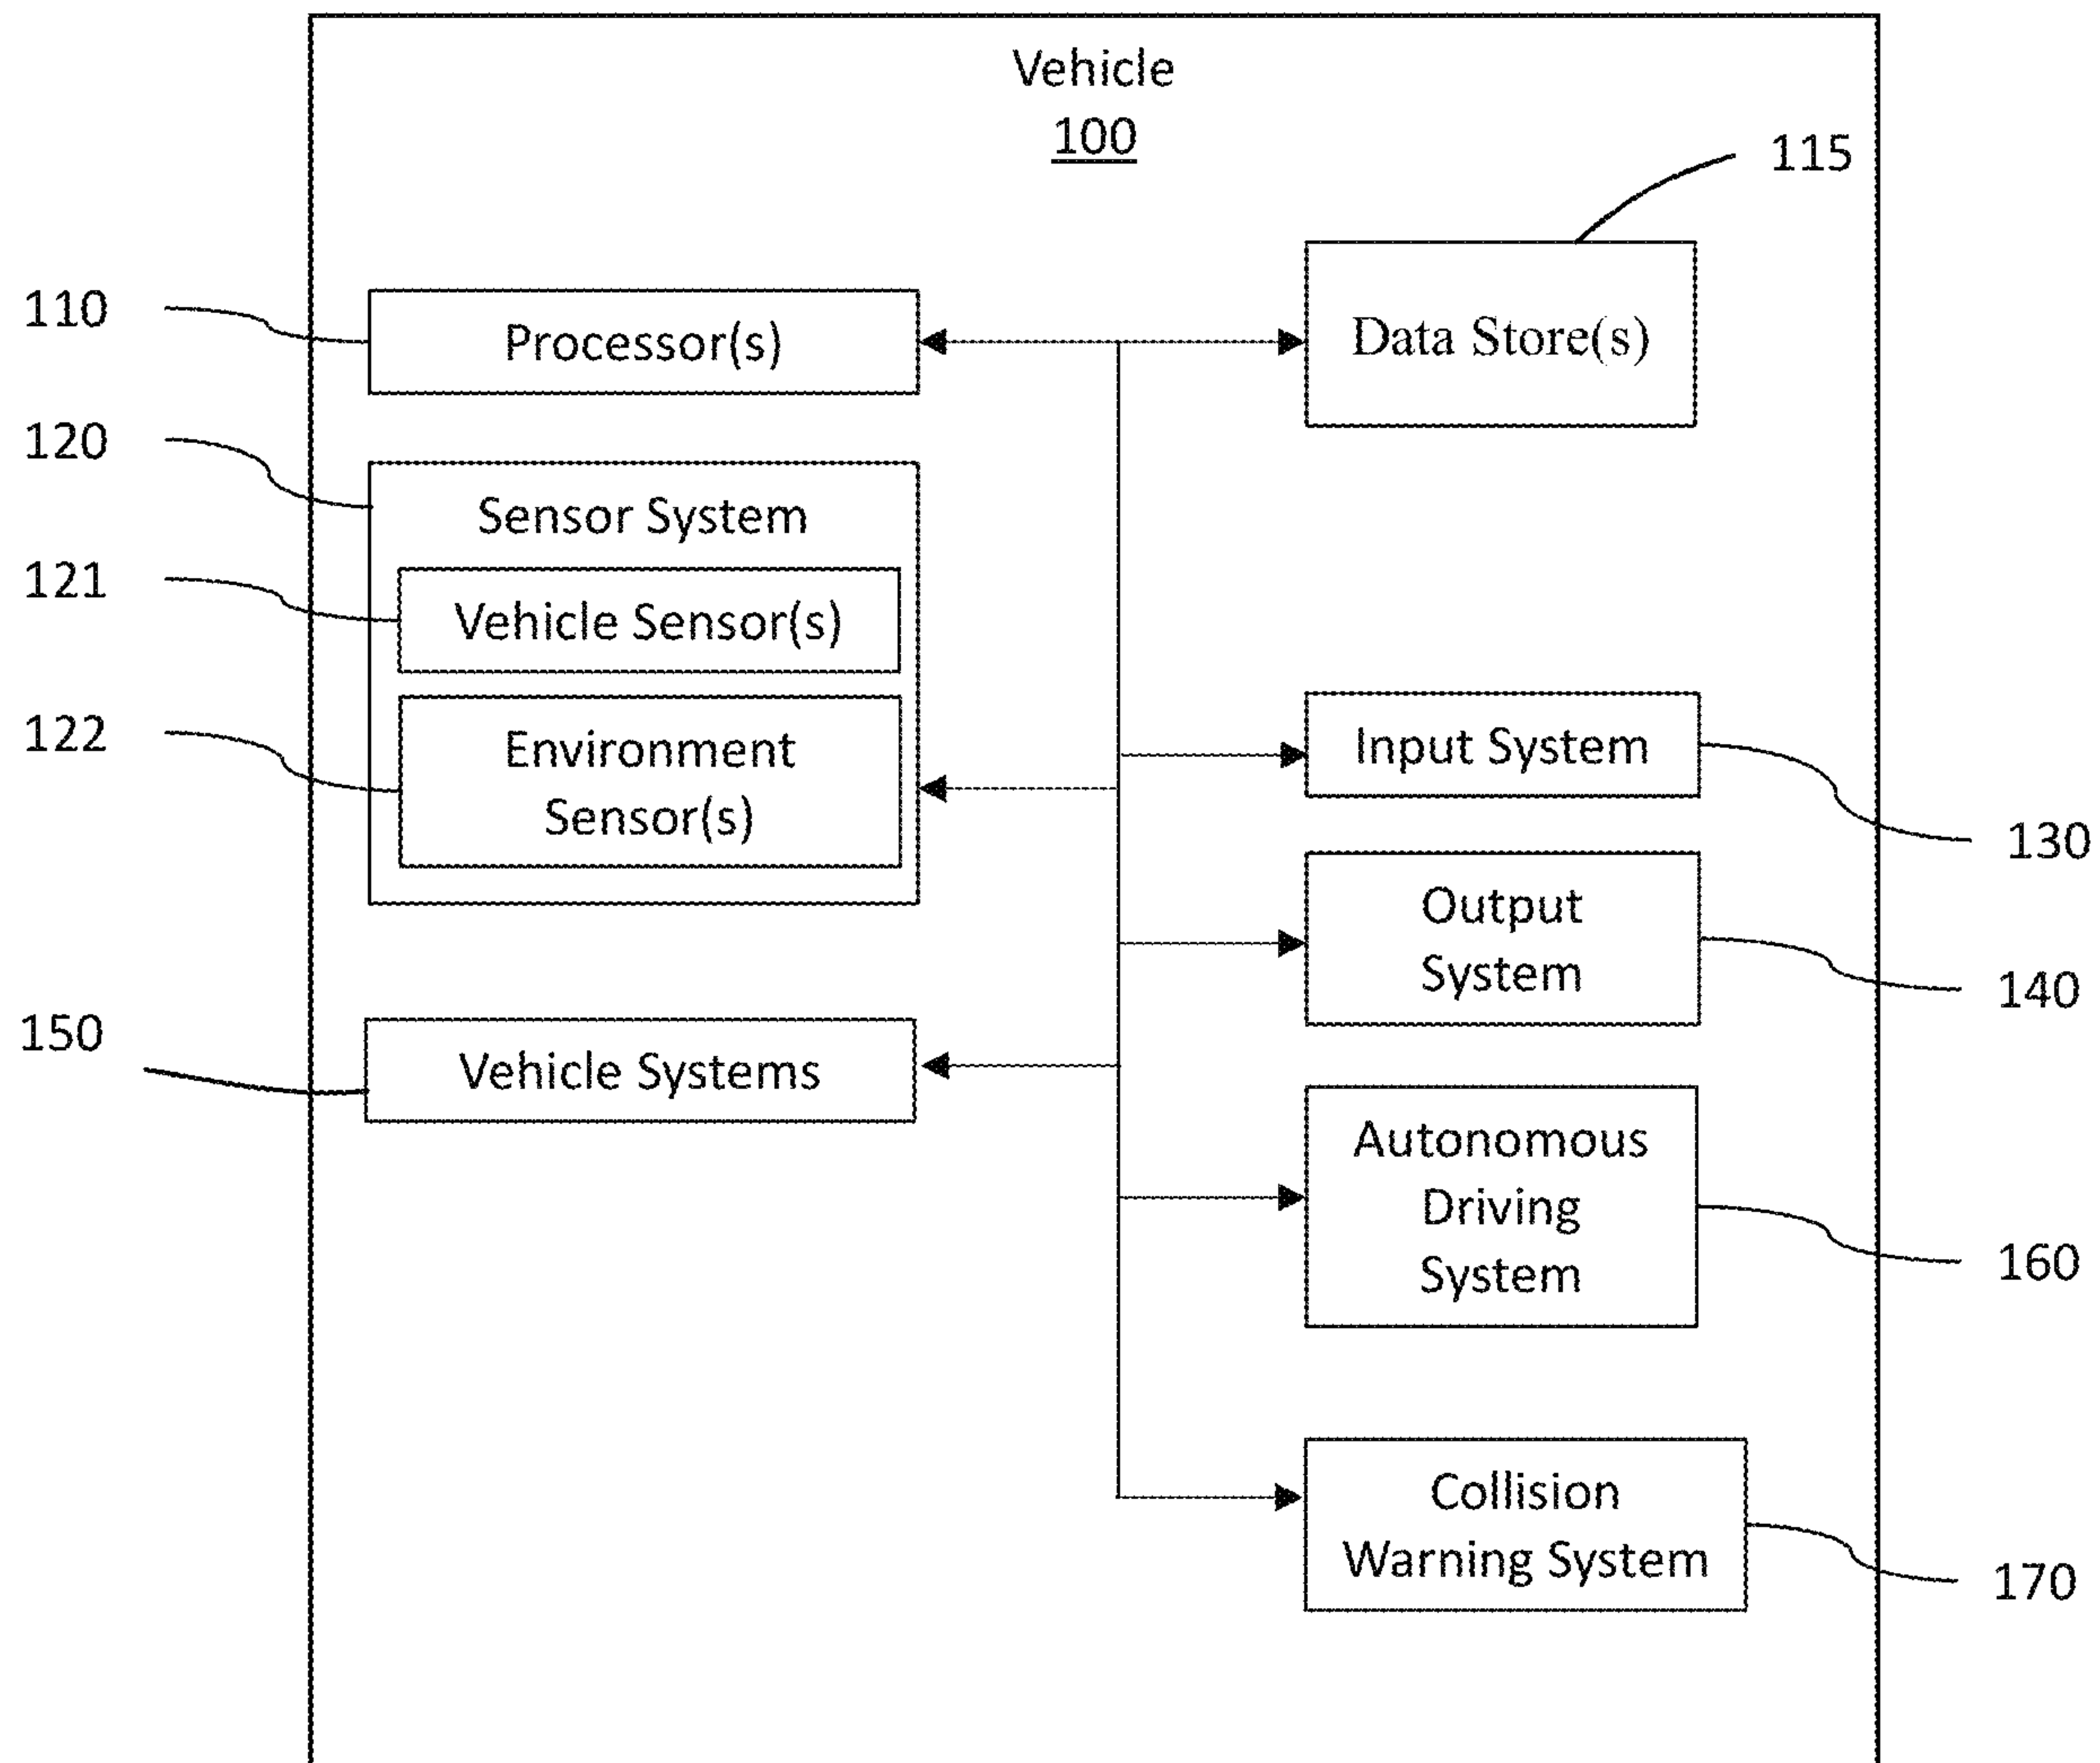 Vehicle
100
115
110
Processor(s)
Data Store(s)
120
Sensor System
121
Vehicle Sensor(s)
122
Environment
Sensor(s)
Input System
130
Output
System
140
150
Vehicle Systems
Autonomous
Driving
System
160
Collision
Warning System
170